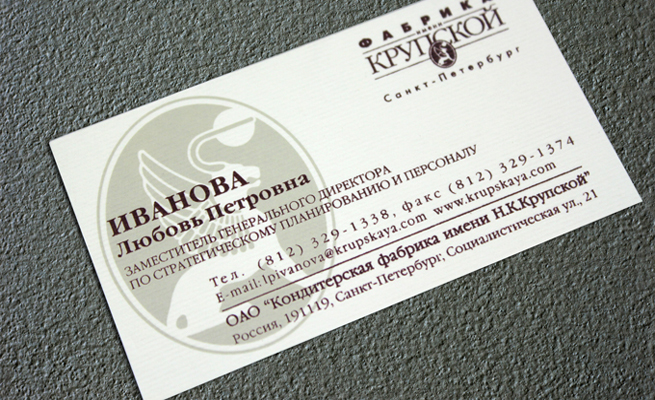 ФАБРИКА
имени
КРУПСКОЙ
Санкт-Петербург
ИВАНОВА
Любовь Петровна
ЗАМЕСТИТЕЛЬ ГЕНЕРАЛЬНОГО ДИРЕКТОРА
ПО СТРАТЕГИЧЕСКОМУ ПЛАНИРОВАНИЮ И ПЕРСОНАЛУ
Тел. (812) 329-1338, факс (812) 329-1374
E-mail: lpivanova@krupskaya.com www.krupskaya.com
ОАО "Кондитерская фабрика имени Н.К.Крупской"
Россия, 191119, Санкт-Петербург, Социалистическая ул., 21